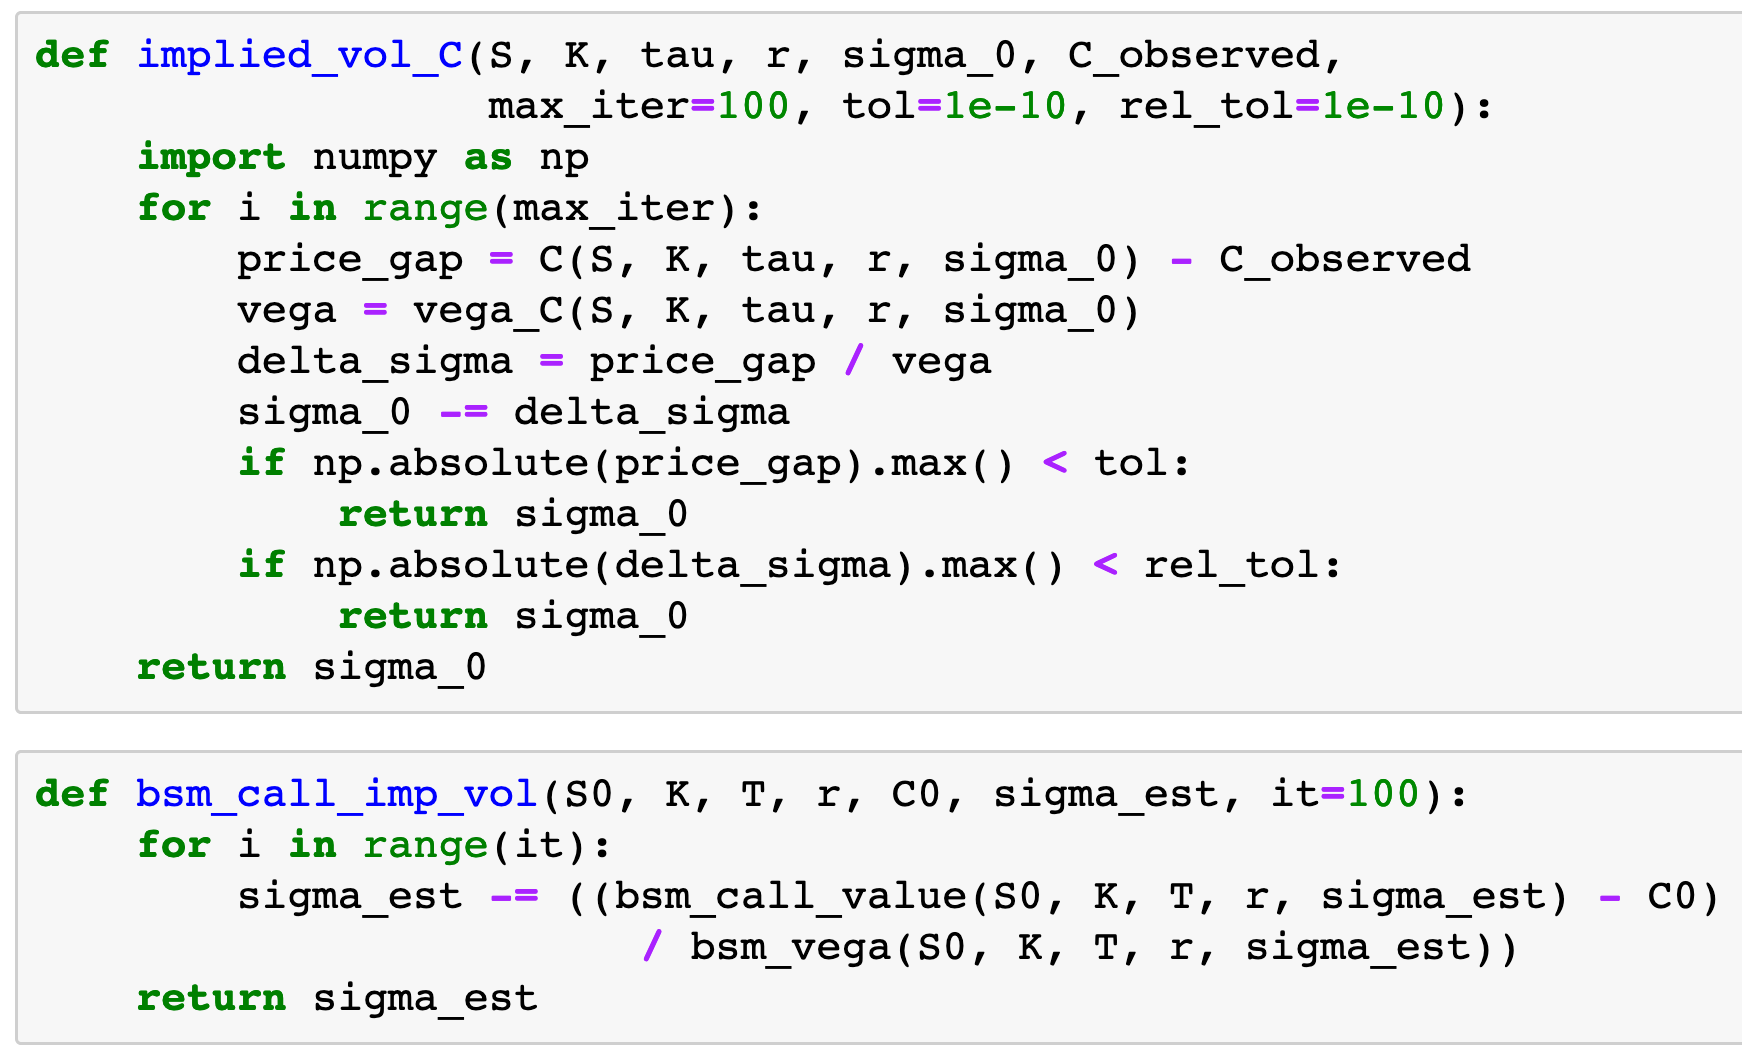 def implied_vol_C(S, K, tau, r, sigma_0, C_observed,
                  max_iter=100, tol=1e-10, rel_tol=1e-10):
    import numpy as np
    for i in range(max_iter):
        price_gap = C(S, K, tau, r, sigma_0) - C_observed
        vega = vega_C(S, K, tau, r, sigma_0)
        delta_sigma = price_gap / vega
        sigma_0 -= delta_sigma
        if np.absolute(price_gap).max() < tol:
            return sigma_0
        if np.absolute(delta_sigma).max() < rel_tol:
            return sigma_0
    return sigma_0
def bsm_call_imp_vol(S0, K, T, r, C0, sigma_est, it=100):
    for i in range(it):
        sigma_est -= ((bsm_call_value(S0, K, T, r, sigma_est) - C0)
                        / bsm_vega(S0, K, T, r, sigma_est))
    return sigma_est